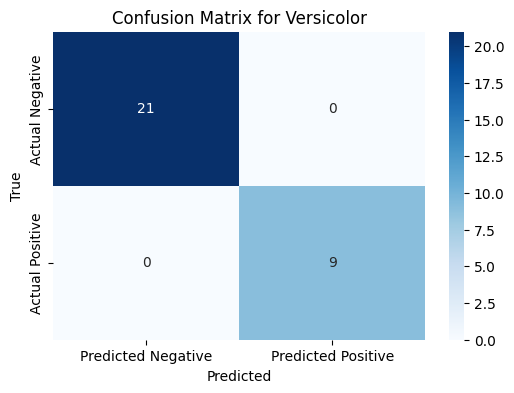 Confusion Matrix for Versicolor
True
Actual Negative
Actual Positive
21
0
0
9
Predicted Negative
Predicted Positive
Predicted
20.0
17.5
15.0
12.5
10.0
7.5
5.0
2.5
0.0